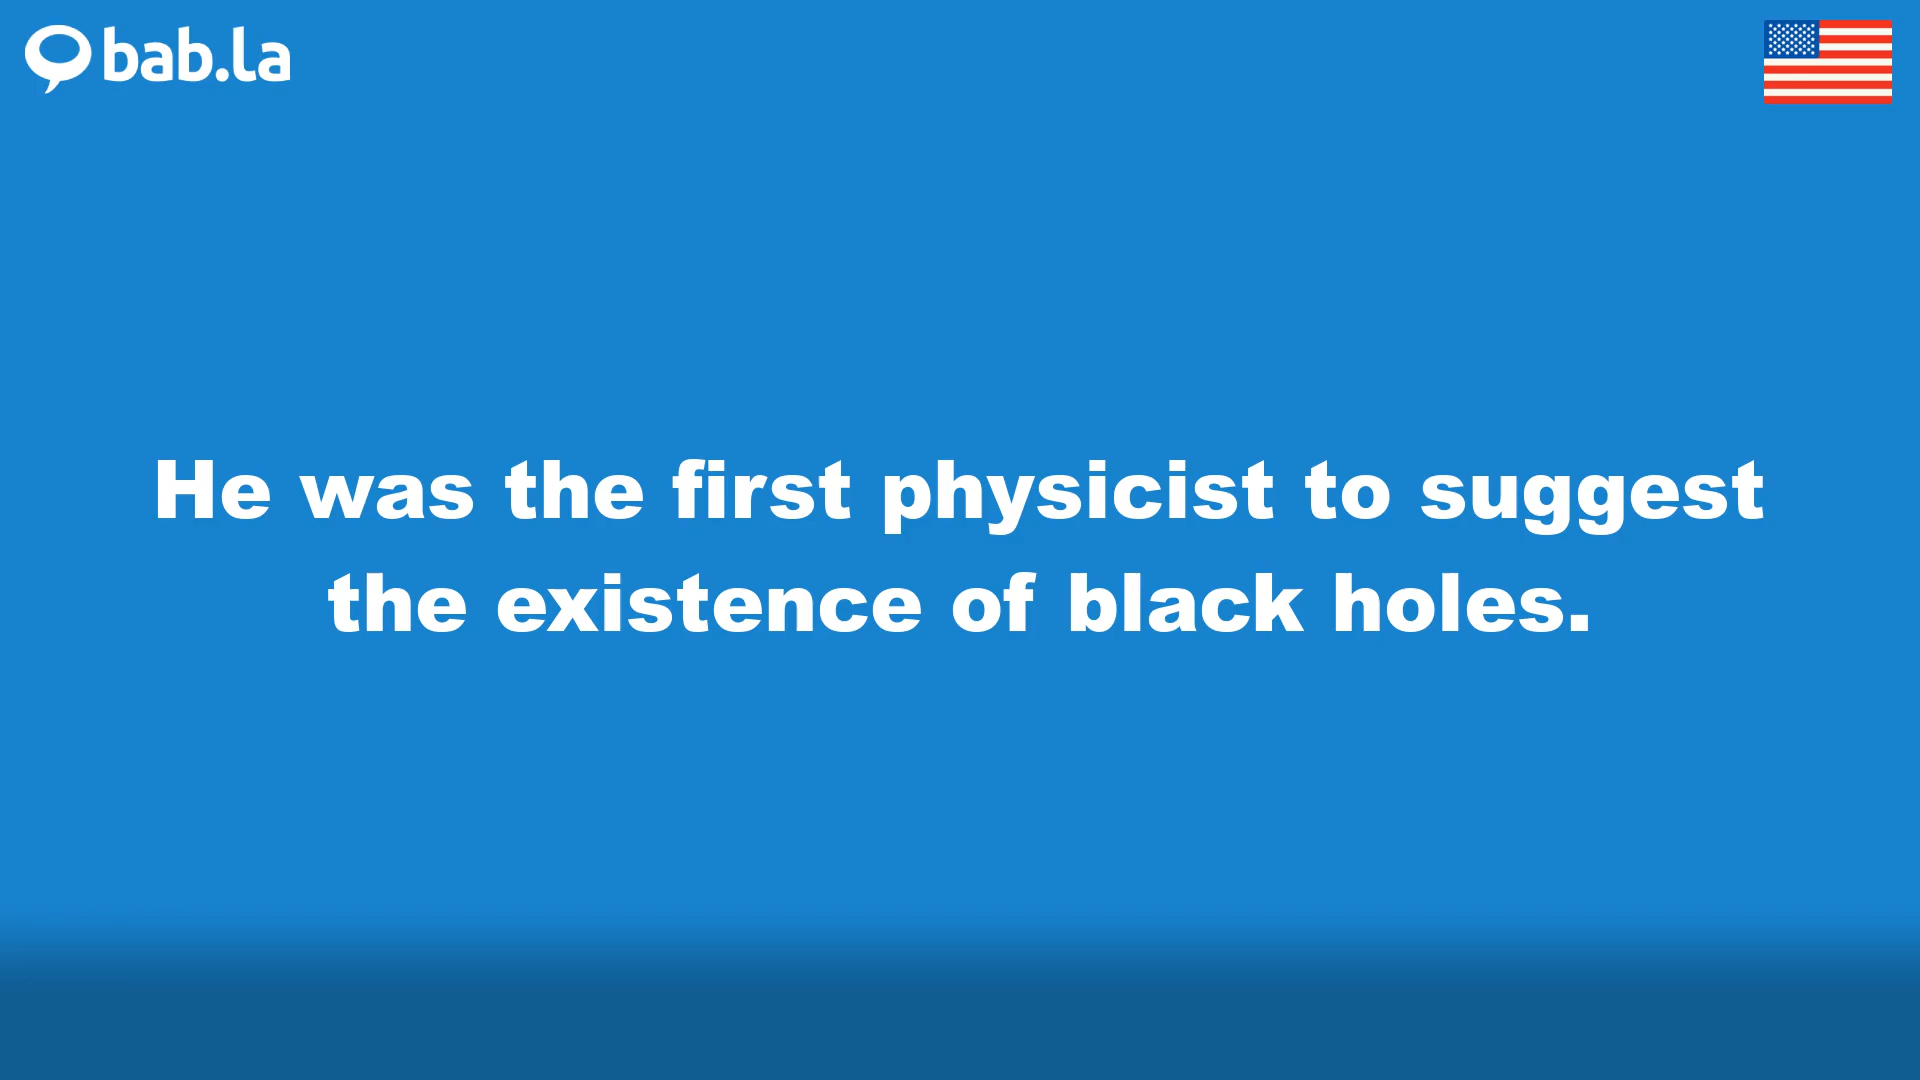 bab.la
He was the first physicist to suggest
the existence of black holes.